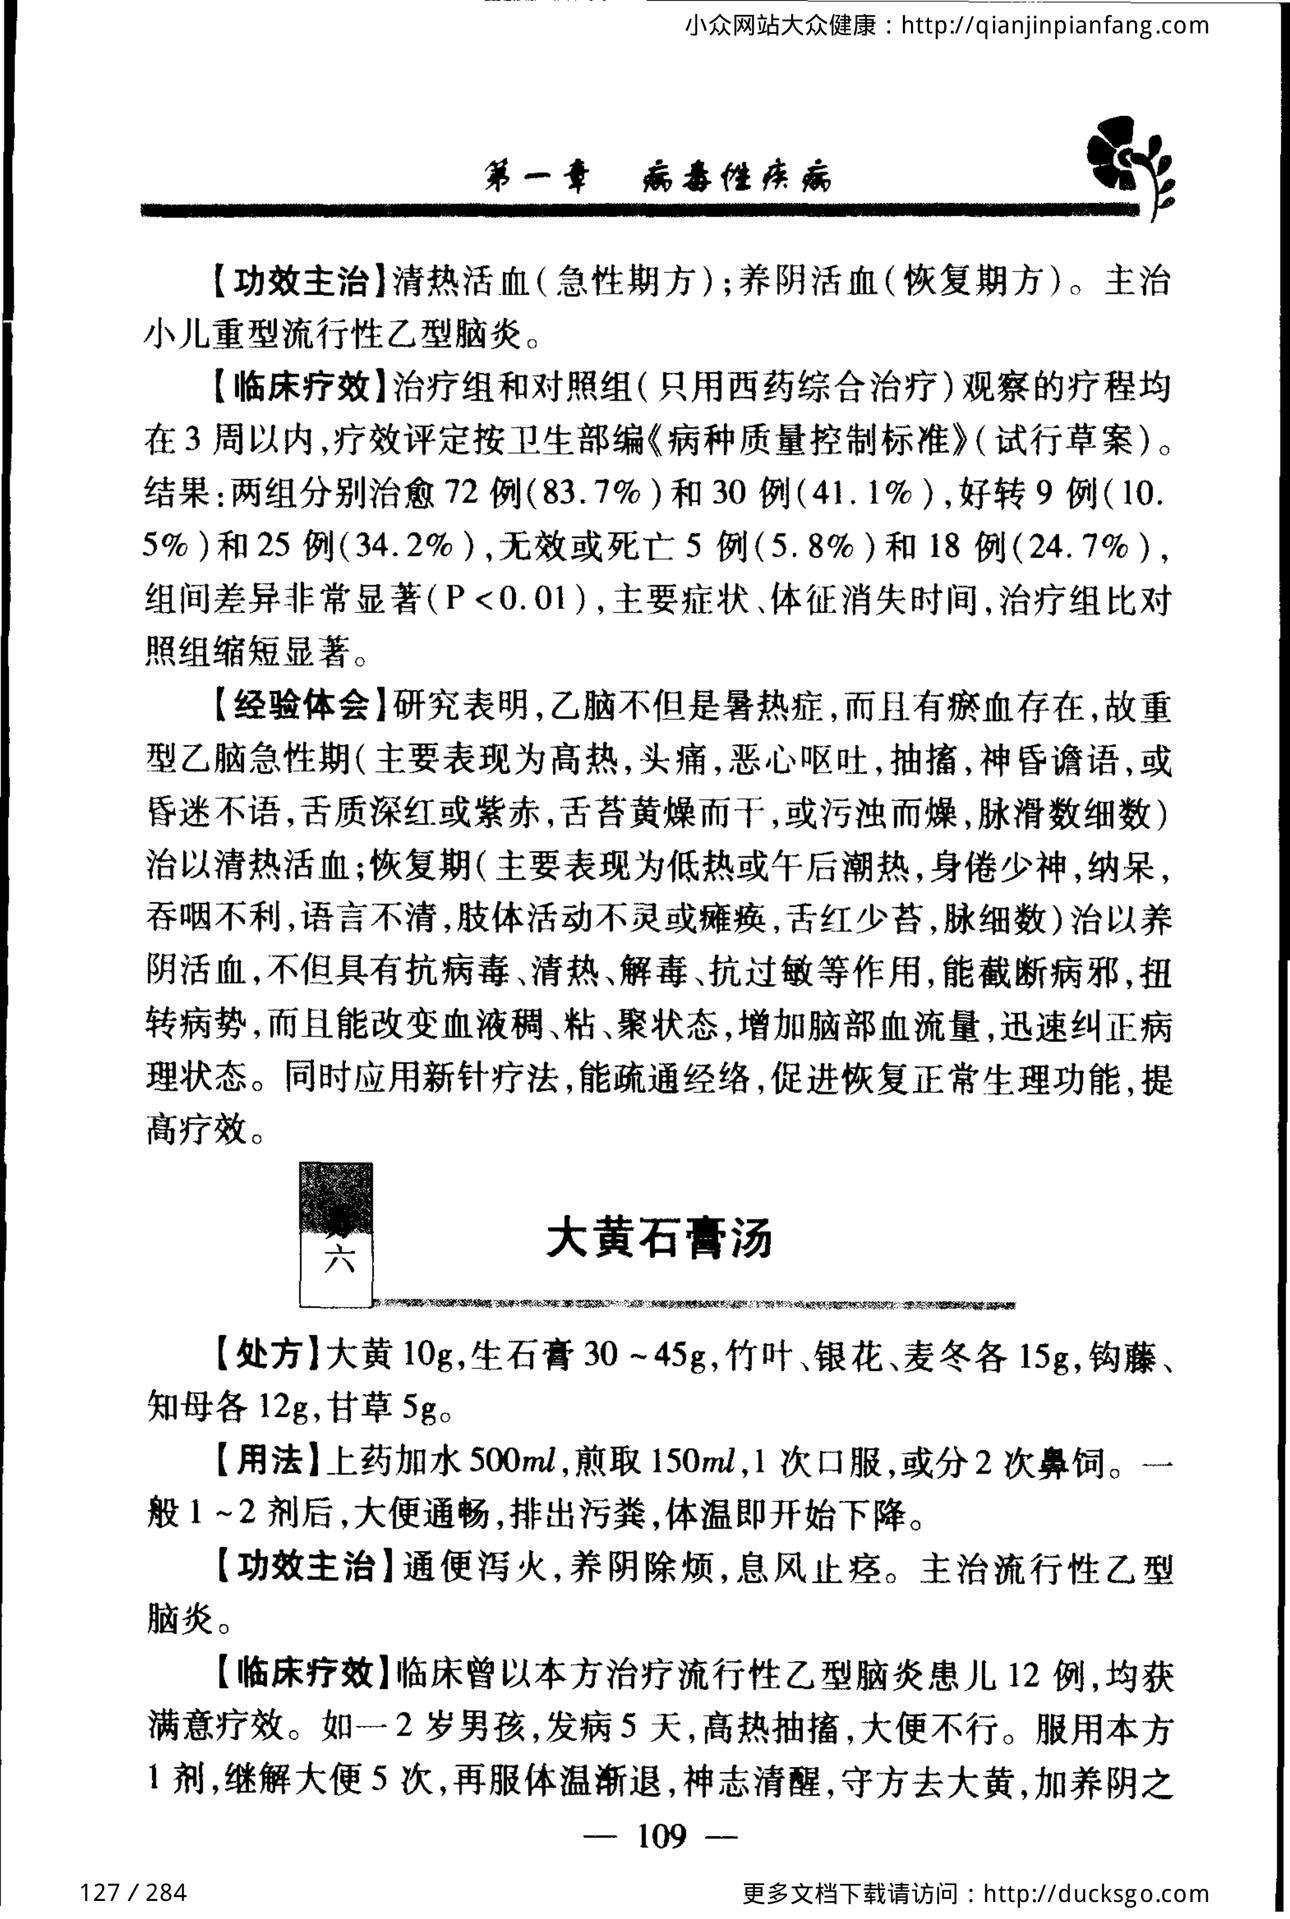 小众网站大众健康：http://qianjinpianfang.com
第一章 病毒性疾病
【功效主治】清热活血(急性期方);养阴活血(恢复期方)。主治
小儿重型流行性乙型脑炎。
【临床疗效】治疗组和对照组(只用西药综合治疗)观察的疗程均
在3周以内,疗效评定按卫生部编《病种质量控制标准》(试行草案)。
结果:两组分别治愈72例(83.7%)和30例(41.1%),好转9例(10.
5%)和25例(34.2%),无效或死亡5例(5.8%)和18例(24.7%),
组间差异非常显著(P<0.01),主要症状、体征消失时间,治疗组比对
照组缩短显著。
【经验体会】研究表明,乙脑不但是暑热症,而且有瘀血存在,故重
型乙脑急性期(主要表现为高热,头痛,恶心呕吐,抽搐,神昏谵语,或
昏迷不语,舌质深红或紫赤,舌苔黄燥而干,或污浊而燥,脉滑数细数)
治以清热活血;恢复期(主要表现为低热或午后潮热,身倦少神,纳呆,
吞咽不利,语言不清,肢体活动不灵或瘫痪,舌红少苔,脉细数)治以养
阴活血,不但具有抗病毒、清热、解毒、抗过敏等作用,能截断病邪,扭
转病势,而且能改变血液稠、粘、聚状态,增加脑部血流量,迅速纠正病
理状态。同时应用新针疗法,能疏通经络,促进恢复正常生理功能,提
高疗效。
六
大黄石膏汤
【处方】大黄10g,生石膏30~45g,竹叶、银花、麦冬各15g,钩藤、
知母各12g,甘草5g。
【用法】上药加水500ml,煎取150ml,1次口服,或分2次鼻饲。一
般1~2剂后,大便通畅,排出污粪,体温即开始下降。
【功效主治】通便泻火,养阴除烦,息风止痉。主治流行性乙型
脑炎。
【临床疗效】临床曾以本方治疗流行性乙型脑炎患儿12例,均获
满意疗效。如一2岁男孩,发病5天,高热抽搐,大便不行。服用本方
1剂,继解大便5次,再服体温渐退,神志清醒,守方去大黄,加养阴之
— 109 —
127 / 284
更多文档下载请访问：http://ducksgo.com